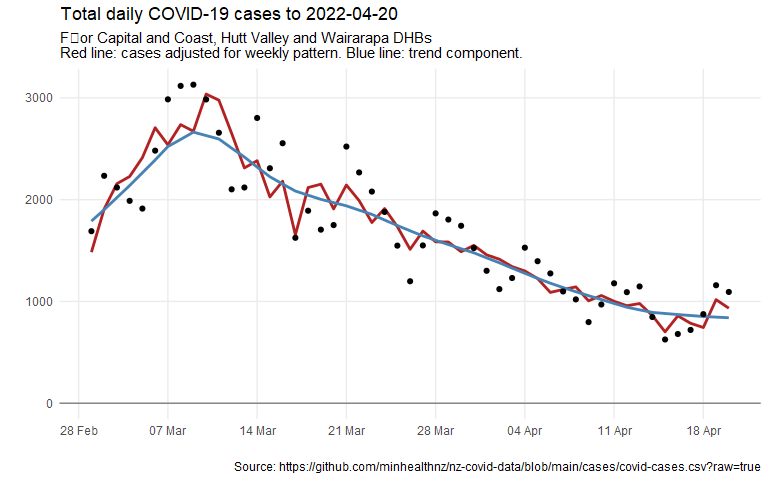 Total daily COVID-19 cases to 2022-04-20
F□or Capital and Coast, Hutt Valley and Wairarapa DHBs
Red line: cases adjusted for weekly pattern. Blue line: trend component.
3000
2000
1000
0
28 Feb 07 Mar 14 Mar 21 Mar 28 Mar 04 Apr 11 Apr 18 Apr
Source: https://github.com/minhealthnz/nz-covid-data/blob/main/cases/covid-cases.csv?raw=true